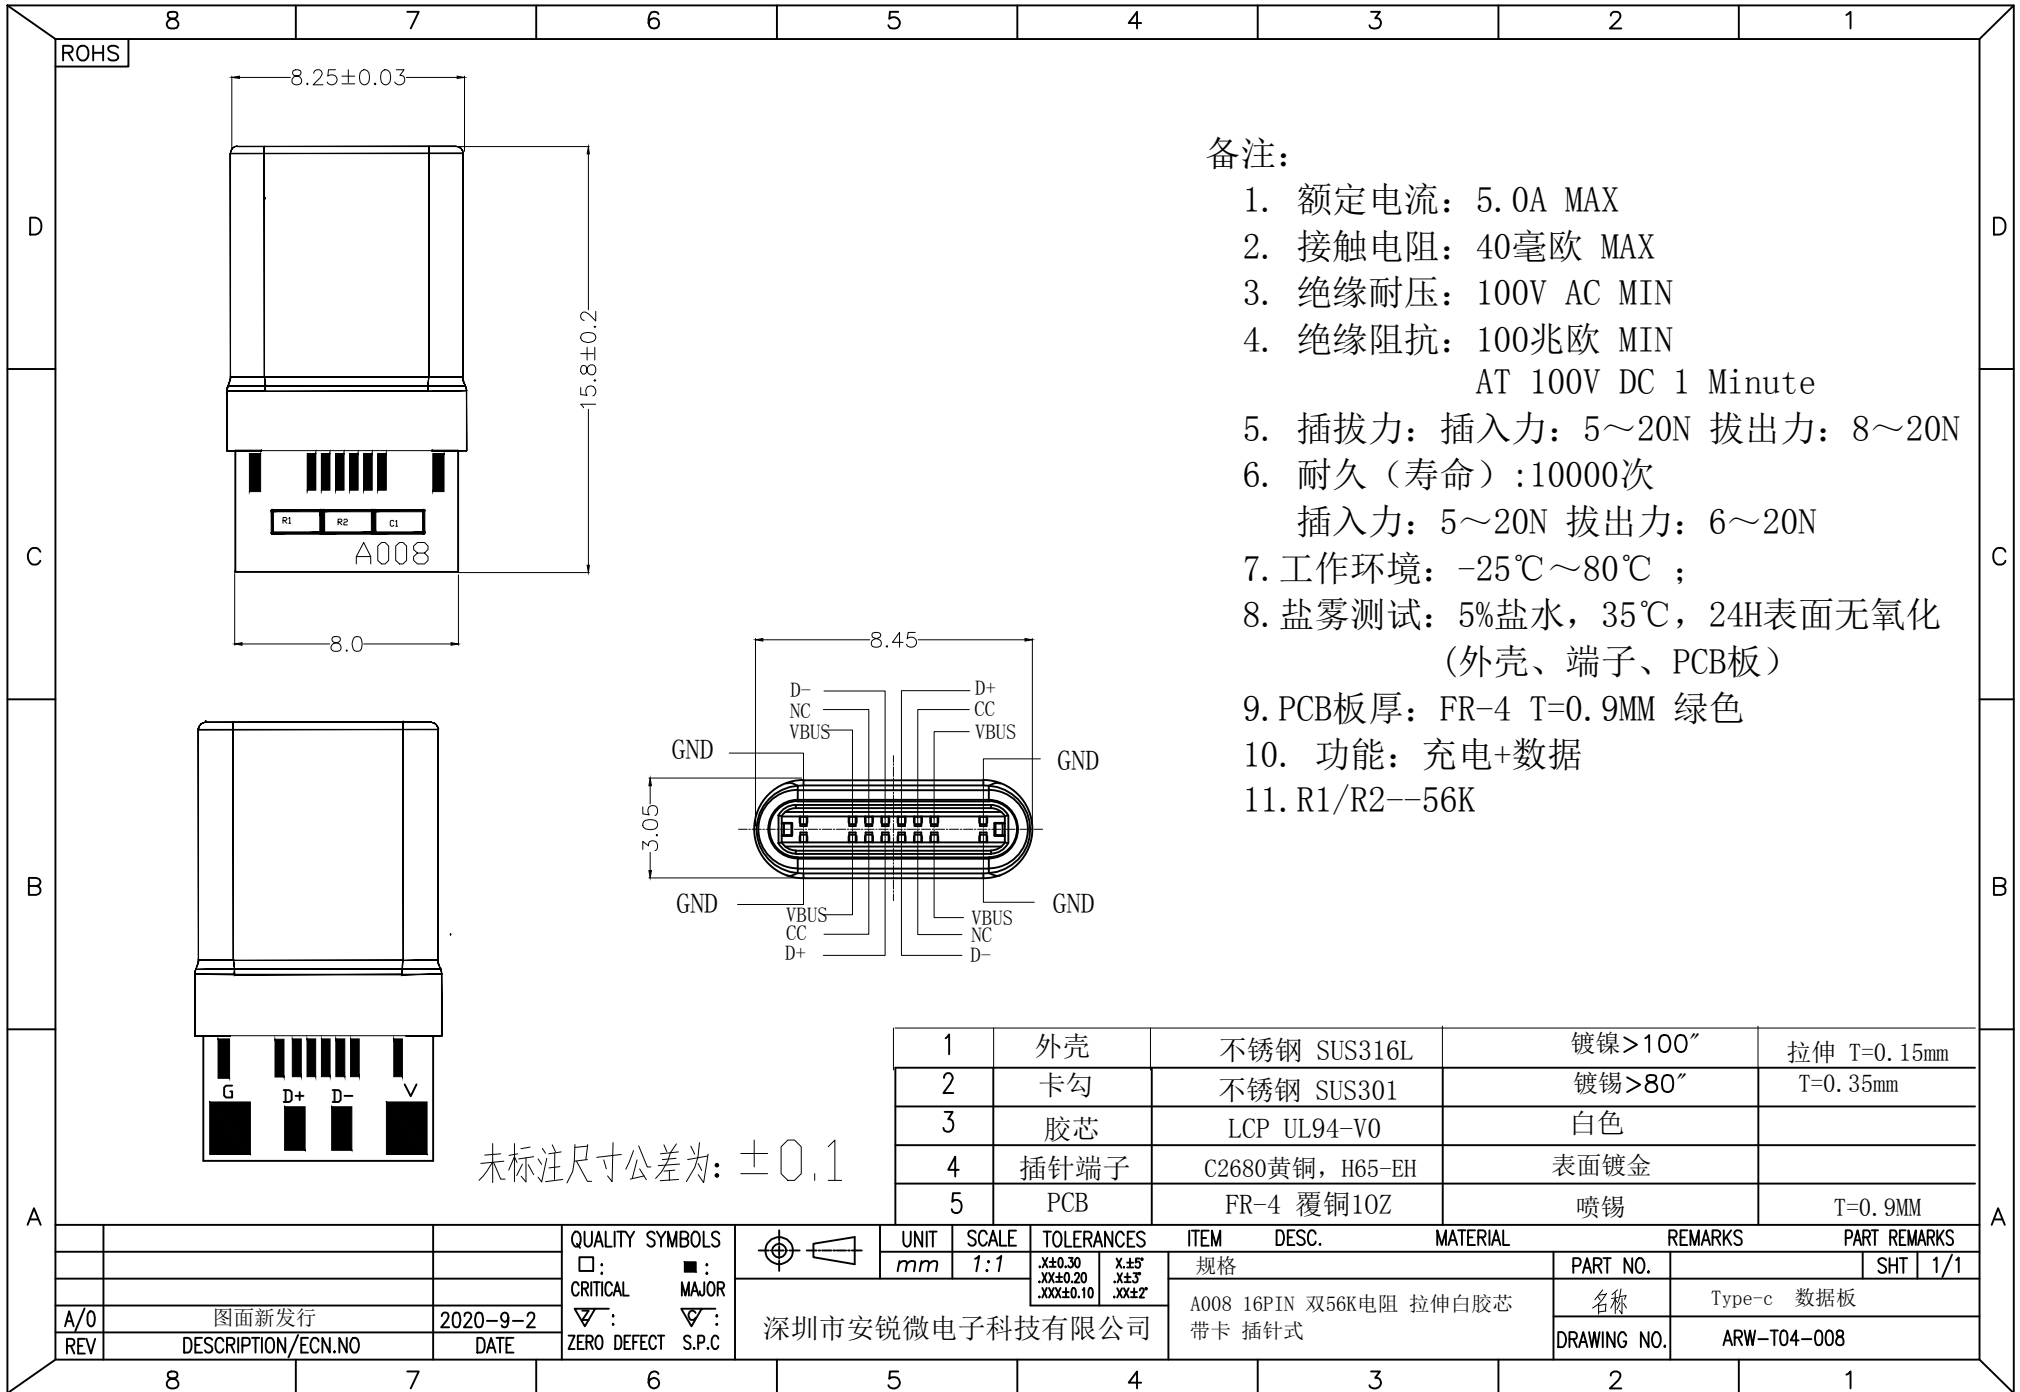 8 7 6 5 4 3 2 1
ROHS
8.25±0.03
15.8±0.2
R1 R2 C1
A008
8.0
备注：
1. 额定电流：5.0A MAX
2. 接触电阻：40毫欧 MAX
3. 绝缘耐压：100V AC MIN
4. 绝缘阻抗：100兆欧 MIN
AT 100V DC 1 Minute
5. 插拔力：插入力：5～20N 拔出力：8～20N
6. 耐久（寿命）:10000次
插入力：5～20N 拔出力：6～20N
7.工作环境：-25℃～80℃ ；
8.盐雾测试：5%盐水，35℃，24H表面无氧化
(外壳、端子、PCB板）
9.PCB板厚：FR-4 T=0.9MM 绿色
10. 功能：充电+数据
11.R1/R2--56K
D D
C C
B B
A A
8.45
D- D+
NC CC
VBUS VBUS
GND GND
3.05
GND GND
VBUS VBUS
CC NC
D+ D-
G D+ D- V
未标注尺寸公差为：±0.1
1 外壳 不锈钢 SUS316L 镀镍>100″ 拉伸 T=0.15mm
2 卡勾 不锈钢 SUS301 镀锡>80″ T=0.35mm
3 胶芯 LCP UL94-V0 白色
4 插针端子 C2680黄铜，H65-EH 表面镀金
5 PCB FR-4 覆铜1OZ 喷锡 T=0.9MM
ITEM DESC. MATERIAL REMARKS PART REMARKS
QUALITY SYMBOLS
□: ■:
CRITICAL MAJOR
Z : C :
ZERO DEFECT S.P.C
UNIT SCALE TOLERANCES
mm 1:1
.X±0.30 X.±5°
.XX±0.20 .X±3°
.XXX±0.10 .XX±2°
深圳市安锐微电子科技有限公司
规格
A008 16PIN 双56K电阻 拉伸白胶芯
带卡 插针式
PART NO. SHT 1/1
名称 Type-c 数据板
DRAWING NO. ARW-T04-008
A/0 图面新发行 2020-9-2
REV DESCRIPTION/ECN.NO DATE
8 7 6 5 4 3 2 1